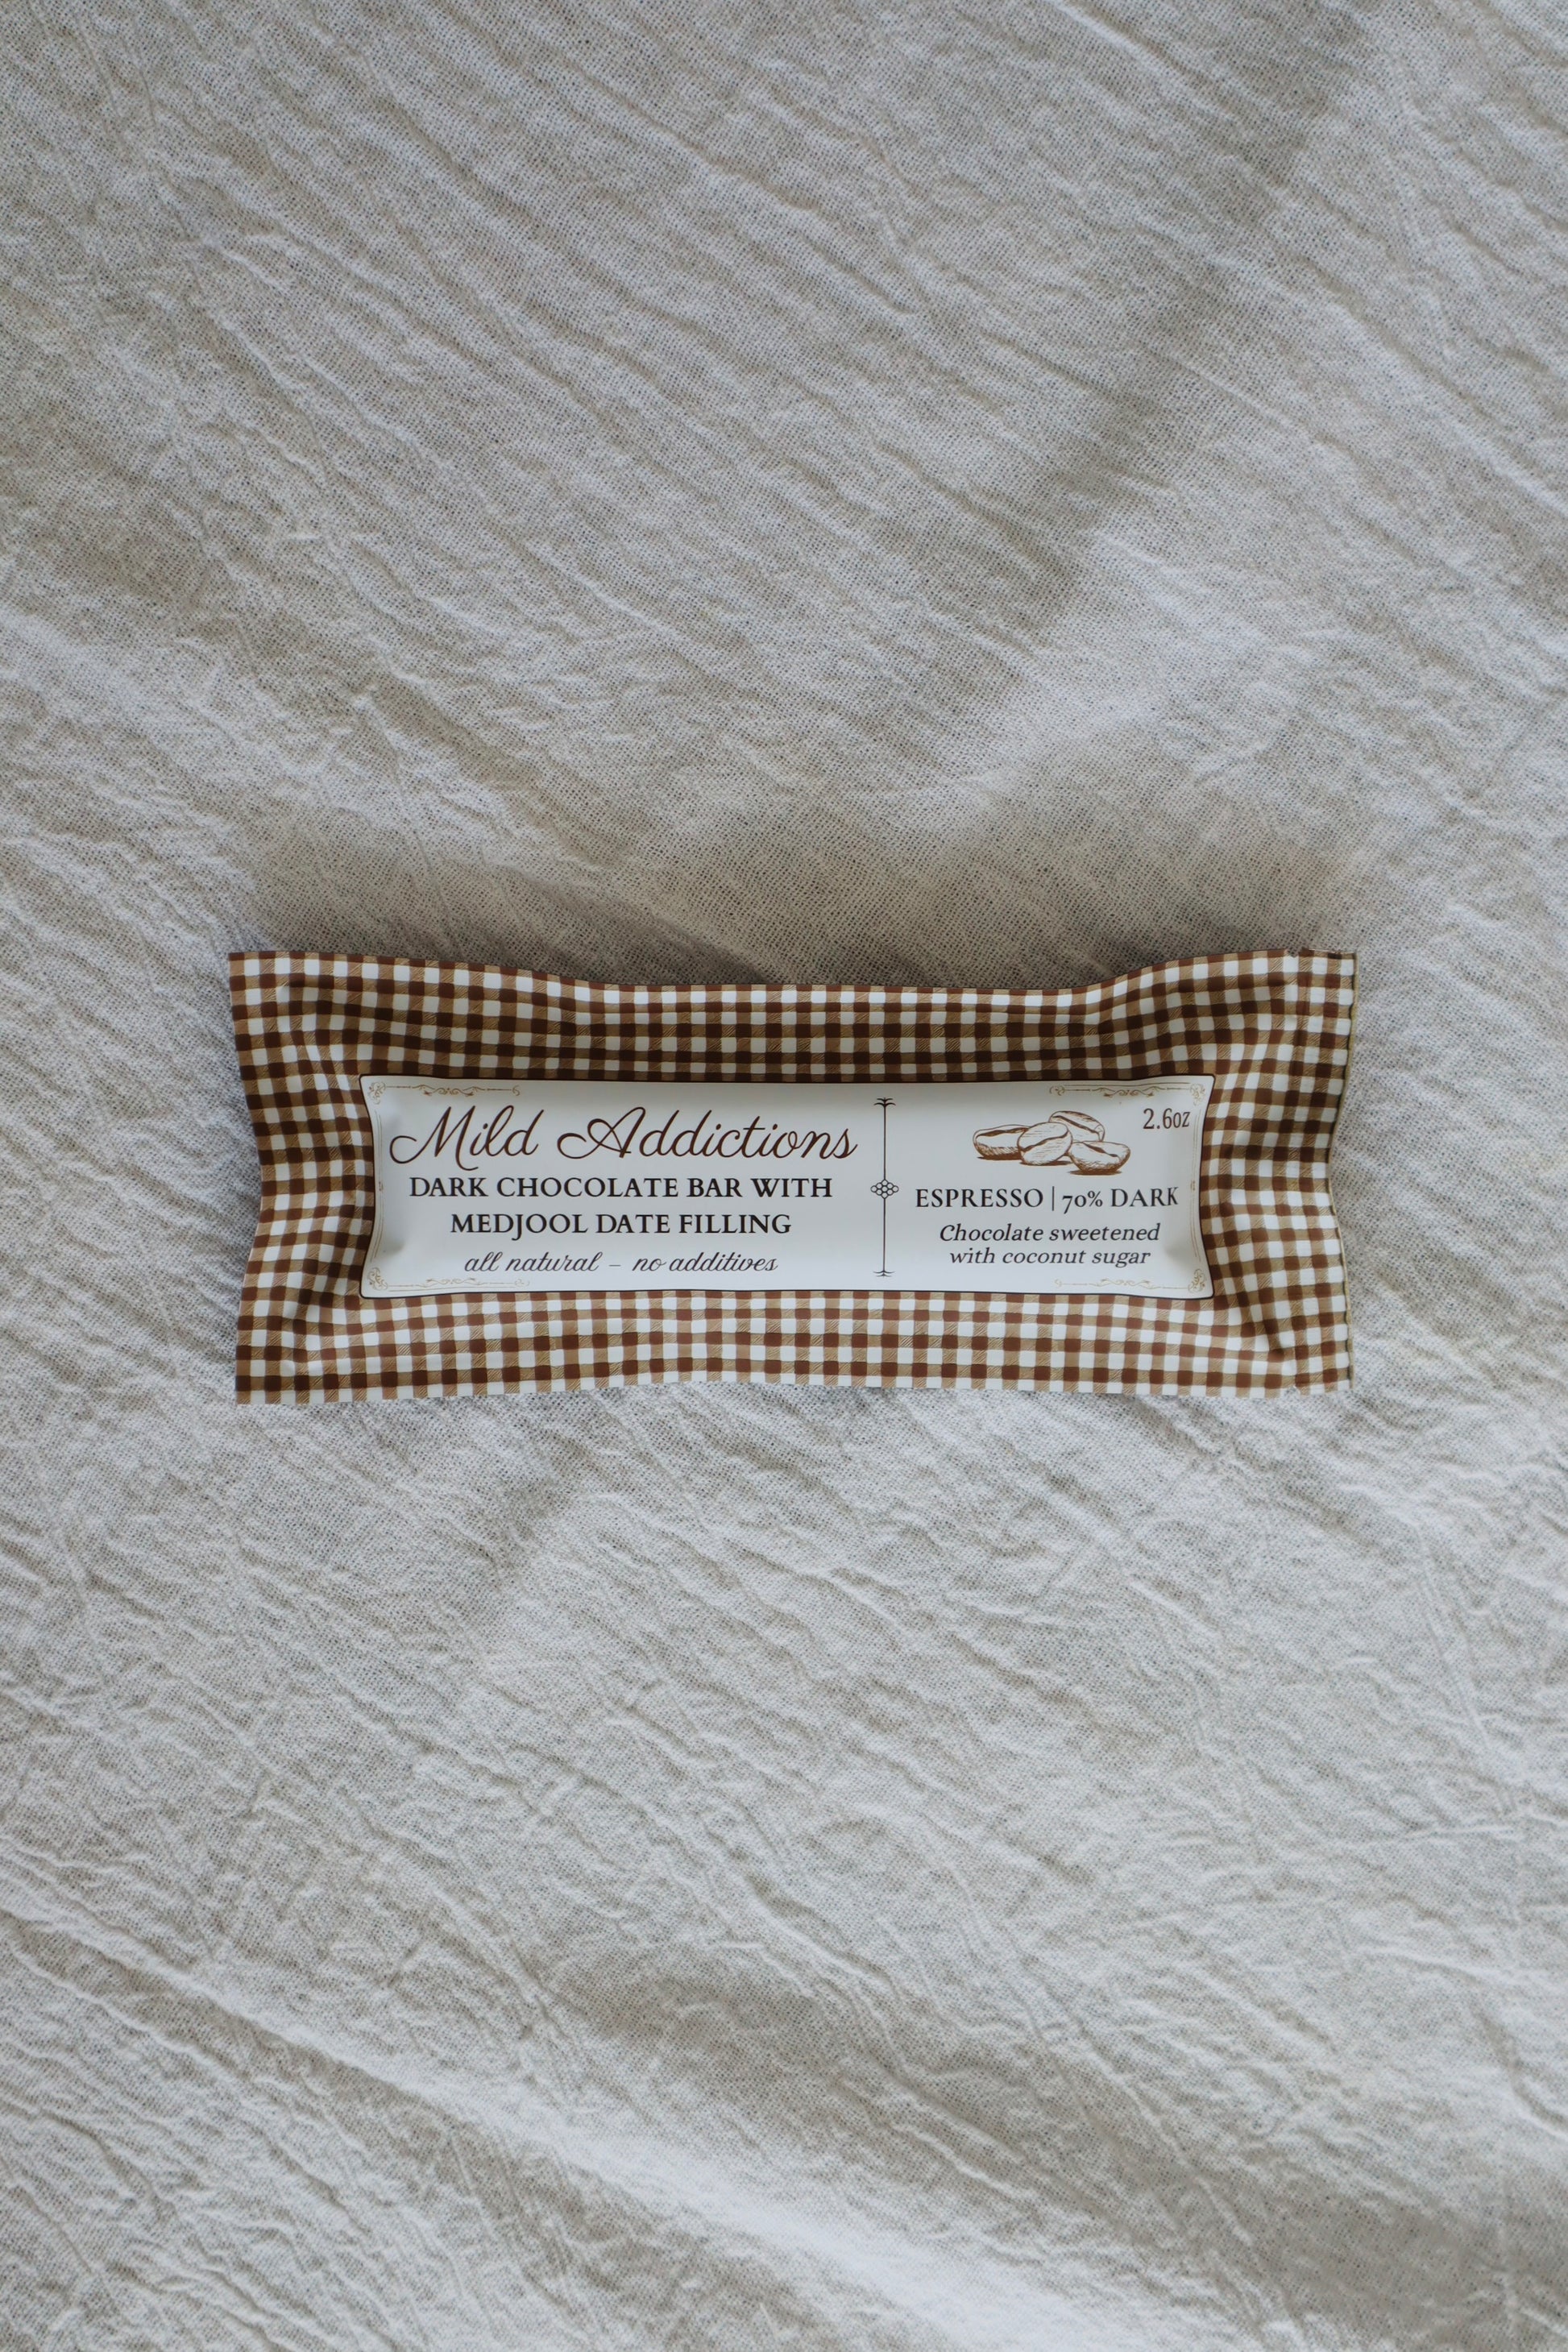 Mild Addictions
DARK CHOCOLATE BAR WITH
MEDJOOL DATE FILLING
all natural – no additives
2.6oz
ESPRESSO | 70% DARK
Chocolate sweetened
with coconut sugar